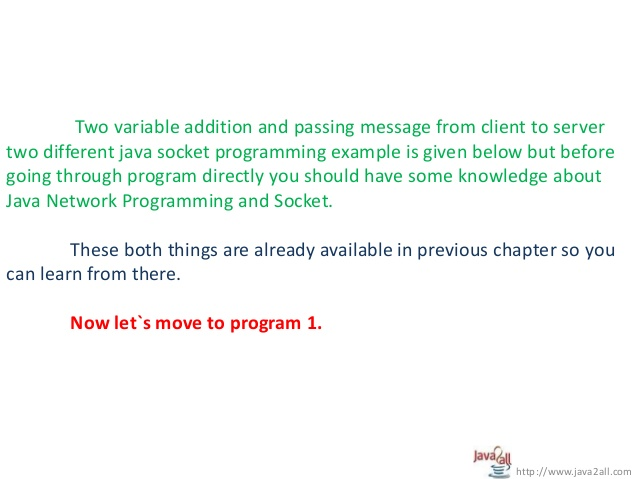 Two variable addition and passing message from client to server
two different java socket programming example is given below but before
going through program directly you should have some knowledge about
Java Network Programming and Socket.
These both things are already available in previous chapter so you
can learn from there.
Now let`s move to program 1.
Java2all
http://www.java2all.com